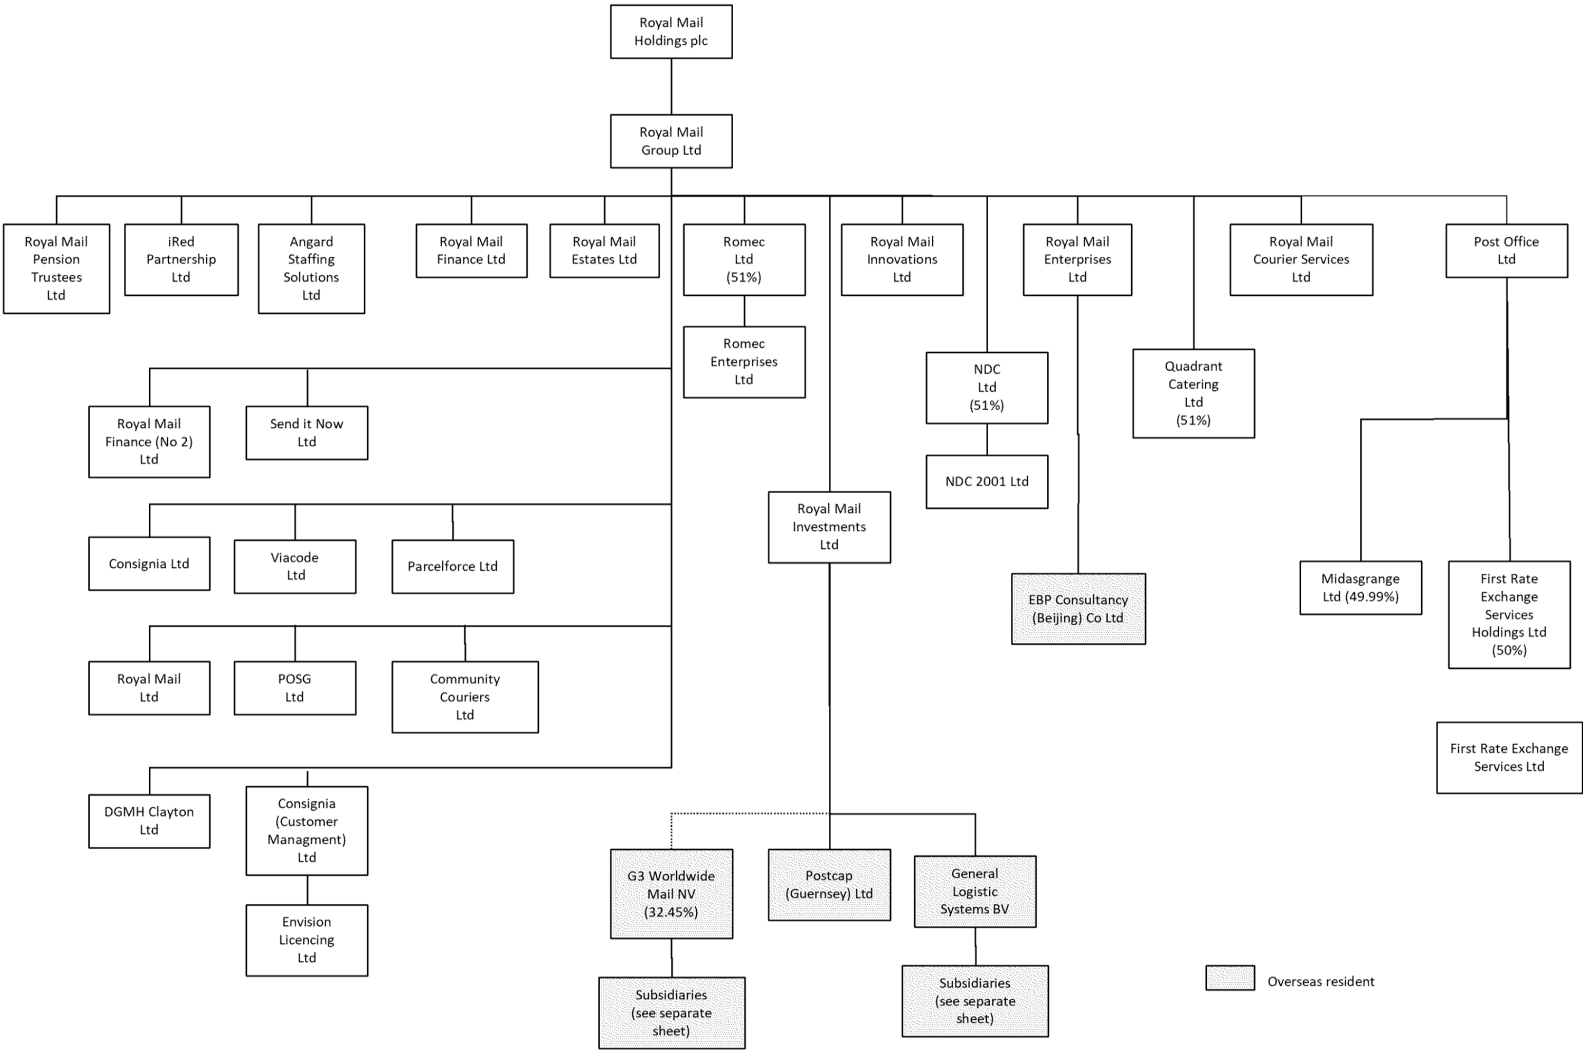 Royal Mail
Holdings plc
Royal Mail
Group Ltd
Royal Mail
Pension
Trustees
Ltd
iRed
Partnership
Ltd
Angard
Staffing
Solutions
Ltd
Royal Mail
Finance Ltd
Royal Mail
Estates Ltd
Romec
Ltd
(51%)
Royal Mail
Innovations
Ltd
Royal Mail
Enterprises
Ltd
Royal Mail
Courier Services
Ltd
Post Office
Ltd
Romec
Enterprises
Ltd
NDC
Ltd
(51%)
Quadrant
Catering
Ltd
(51%)
Royal Mail
Finance (No 2)
Ltd
Send it Now
Ltd
NDC 2001 Ltd
Royal Mail
Investments
Ltd
Consignia Ltd
Viacode
Ltd
Parcelforce Ltd
EBP Consultancy
(Beijing) Co Ltd
Midasgrange
Ltd (49.99%)
First Rate
Exchange
Services
Holdings Ltd
(50%)
Royal Mail
Ltd
POSG
Ltd
Community
Couriers
Ltd
First Rate Exchange
Services Ltd
DGMH Clayton
Ltd
Consignia
(Customer
Managment)
Ltd
G3 Worldwide
Mail NV
(32.45%)
Postcap
(Guernsey) Ltd
General
Logistic
Systems BV
Envision
Licencing
Ltd
Subsidiaries
(see separate
sheet)
Subsidiaries
(see separate
sheet)
Overseas resident